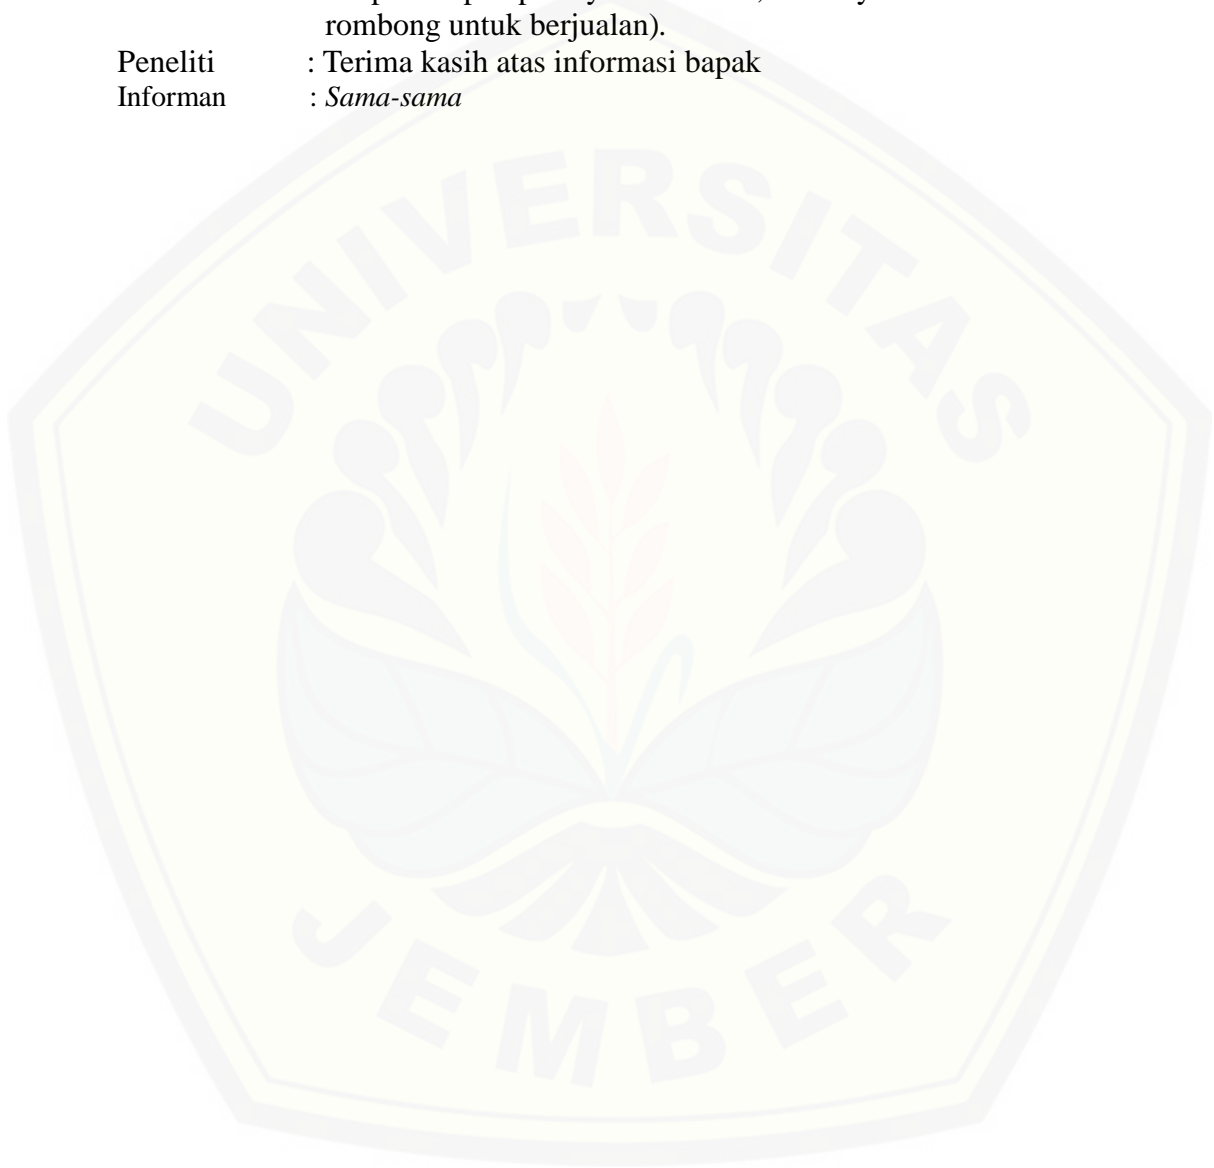 rombong untuk berjualan).
Peneliti : Terima kasih atas informasi bapak
Informan : Sama-sama
UNIVERSITAS
JEMBER